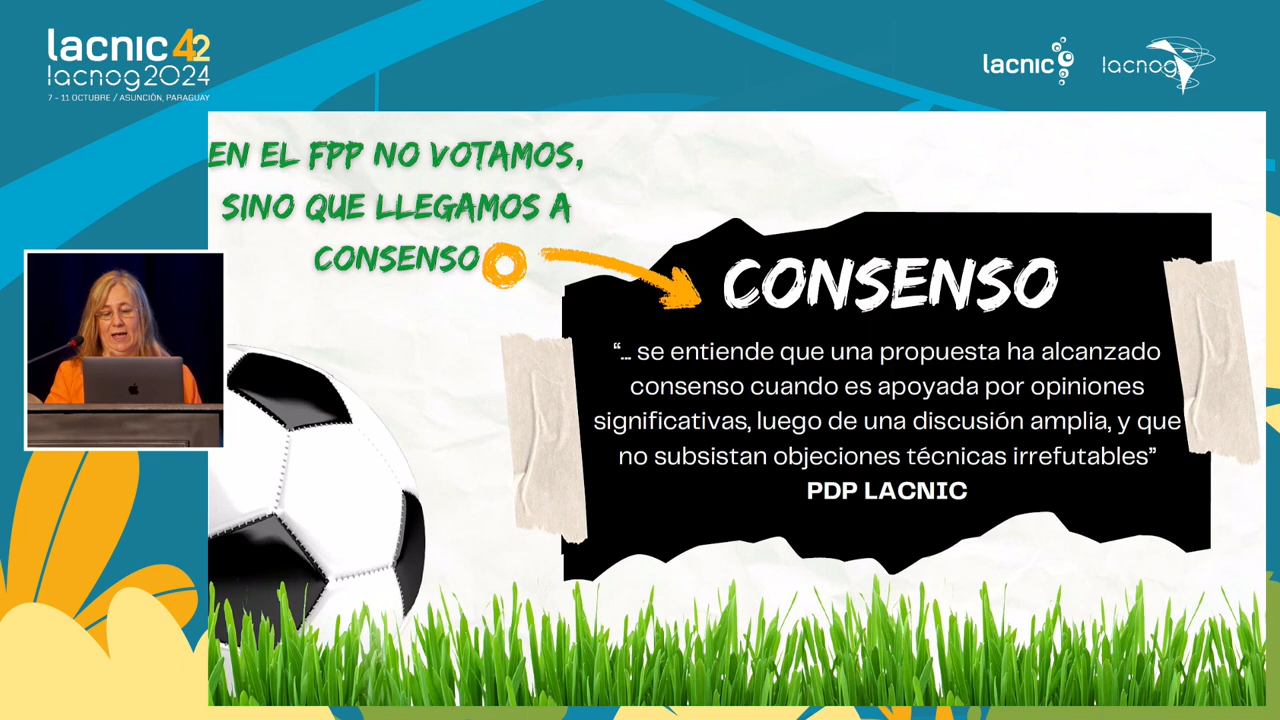 lacnic 42
lacnog2024
7 - 11 OCTUBRE / ASUNCIÓN, PARAGUAY
lacnic
lacnog
EN EL FPP NO VOTAMOS,
SINO QUE LLEGAMOS A
CONSENSO
CONSENSO
“... se entiende que una propuesta ha alcanzado
consenso cuando es apoyada por opiniones
significativas, luego de una discusión amplia, y que
no subsistan objeciones técnicas irrefutables”
PDP LACNIC